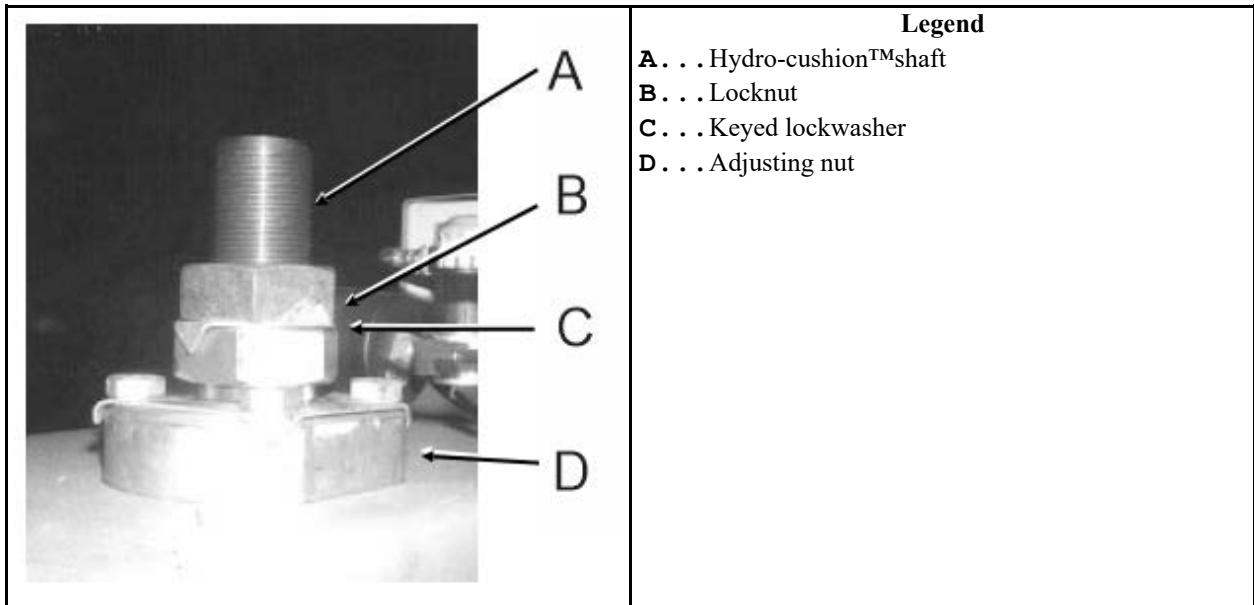 A
B
C
D
Legend
A...Hydro-cushion™shaft
B...Locknut
C...Keyed lockwasher
D...Adjusting nut